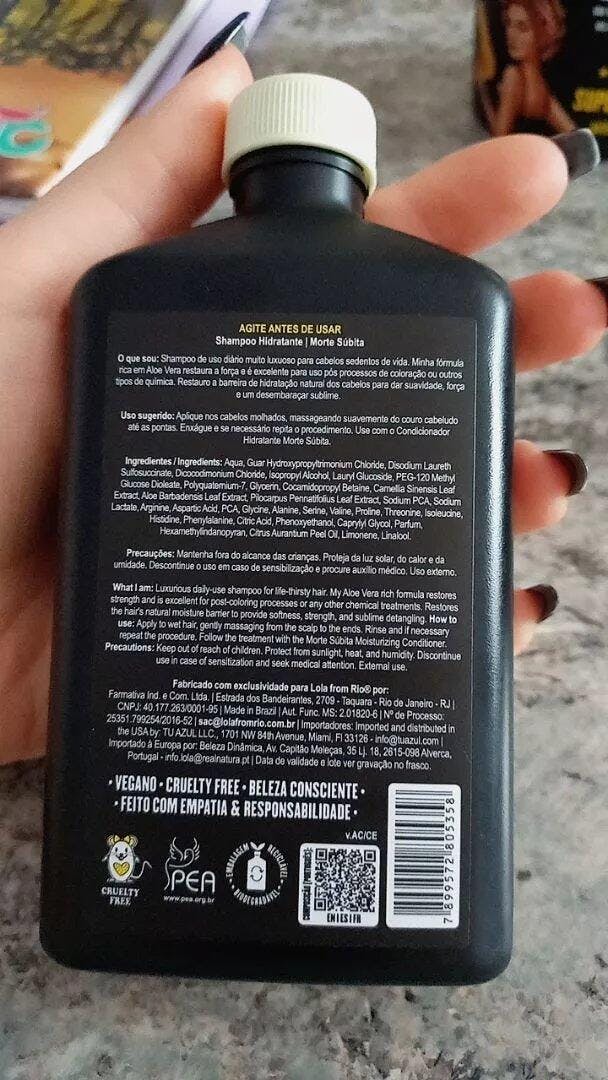 AGITE ANTES DE USAR
Shampoo Hidratante | Morte Súbita
O que sou: Shampoo de uso diário muito luxuoso para cabelos sedentos de vida. Minha fórmula
rica em Aloe Vera restaura a força e é excelente para uso pós processos de coloração ou outros
tipos de química. Restaura a barreira de hidratação natural dos cabelos para dar suavidade, força
e um desembaraçar sublime.
Uso sugerido: Aplique nos cabelos molhados, massageando suavemente do couro cabeludo
até as pontas. Enxágue e se necessário repita o procedimento. Use com o Condicionador
Hidratante Morte Súbita.
Ingredientes / Ingredients: Aqua, Guar Hydroxypropyltrimonium Chloride, Disodium Laureth
Sulfosuccinate, Dicocodimonium Chloride, Isopropyl Alcohol, Lauryl Glucoside, PEG-120 Methyl
Glucose Dioleate, Polyquaternium-7, Glycerin, Cocamidopropyl Betaine, Camellia Sinensis Leaf
Extract, Aloe Barbadensis Leaf Extract, Pilocarpus Pennatifolius Leaf Extract, Sodium PCA, Sodium
Lactate, Arginine, Aspartic Acid, PCA, Glycine, Alanine, Serine, Valine, Proline, Threonine, Isoleucine,
Histidine, Phenylalanine, Citric Acid, Phenoxyethanol, Caprylyl Glycol, Parfum,
Hexamethylindanopyran, Citrus Aurantium Peel Oil, Limonene, Linalool.
Precauções: Mantenha fora do alcance das crianças. Proteja da luz solar, do calor e da
umidade. Descontinue o uso em caso de sensibilização e procure auxílio médico. Uso externo.
What I am: Luxurious daily-use shampoo for life-thirsty hair. My Aloe Vera rich formula restores
strength and is excellent for post-coloring processes or any other chemical treatments. Restores
the hair's natural moisture barrier to provide softness, strength, and sublime detangling. How to
use: Apply to wet hair, gently massaging from the scalp to the ends. Rinse and if necessary
repeat the procedure. Follow the treatment with the Morte Súbita Moisturizing Conditioner.
Precautions: Keep out of reach of children. Protect from sunlight, heat, and humidity. Discontinue
use in case of sensitization and seek medical attention. External use.
Fabricado com exclusividade para Lola from Rio® por:
Farmativa Ind. e Com. Ltda. | Estrada dos Bandeirantes, 2709 - Taquara - Rio de Janeiro - RJ |
CNPJ: 40.177.263/0001-95 | Made in Brazil | Aut. Func. MS: 2.01820-6 | Nº de Processo:
25351.799254/2016-52 | sac@lolafromrio.com.br | Importadores: Imported and distributed in
the USA by: TU AZUL LLC., 1701 NW 84th Avenue, Miami, Fl 33126 - info@tuazul.com |
Importado à Europa por: Beleza Dinâmica, Av. Capitão Meleças, 35 Lj. 18, 2615-098 Alverca,
Portugal - info.lola@realnatura.pt | Data de validade e lote ver gravação no frasco.
• VEGANO • CRUELTY FREE • BELEZA CONSCIENTE •
• FEITO COM EMPATIA & RESPONSABILIDADE •
v.AC/CE
CRUELTY
FREE
PEA
www.pea.org.br
EMBALAGEM RECICLÁVEL
BIODEGRADÁVEL
EN | ES | FR
7 899572 805358